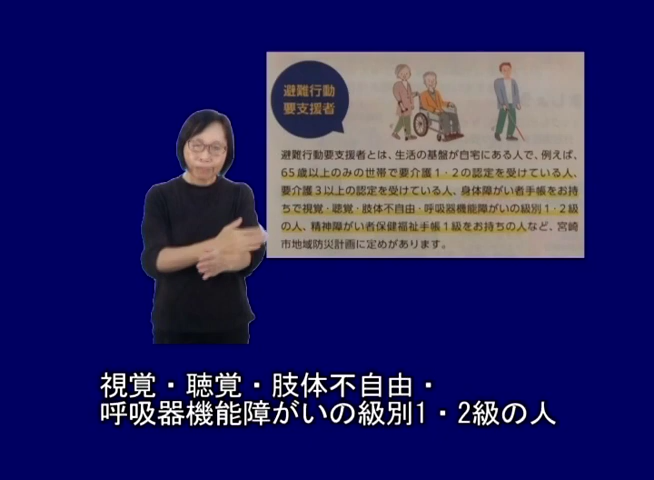 避難行動
要支援者
避難行動要支援者とは、生活の基盤が自宅にある人で、例えば、
65歳以上のみの世帯で要介護1・2の認定を受けている人、
要介護3以上の認定を受けている人、身体障がい者手帳をお持
ちで視覚・聴覚・肢体不自由・呼吸器機能障がいの級別1・2級
の人、精神障がい者保健福祉手帳1級をお持ちの人など、宮崎
市地域防災計画に定めがあります。
視覚・聴覚・肢体不自由・
呼吸器機能障がいの級別1・2級の人